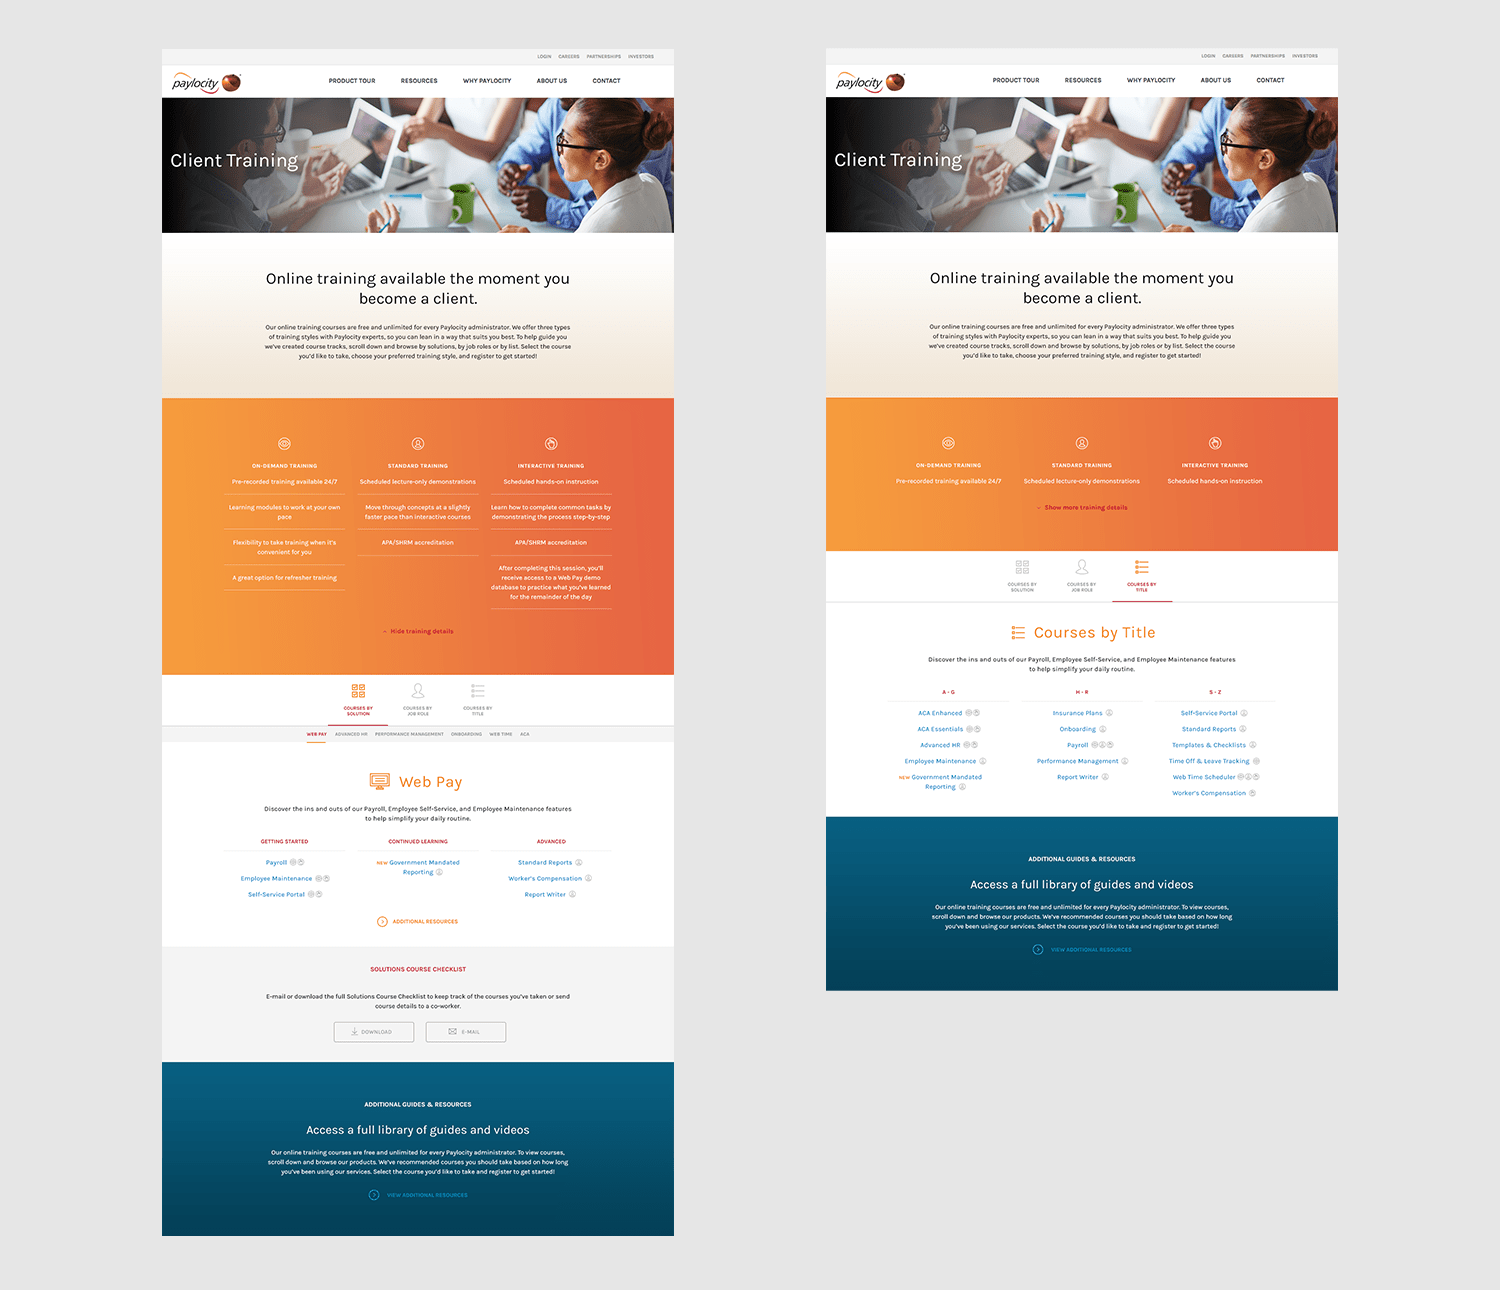 LOGIN CAREERS PARTNERSHIPS INVESTORS
paylocity
PRODUCT TOUR RESOURCES WHY PAYLOCITY ABOUT US CONTACT
Client Training
Online training available the moment you
become a client.
Our online training courses are free and unlimited for every Paylocity administrator. We offer three types
of training styles with Paylocity experts, so you can lean in a way that suits you best. To help guide you
we've created course tracks, scroll down and browse by solutions, by job roles or by list. Select the course
you'd like to take, choose your preferred training style, and register to get started!
ON-DEMAND TRAINING
Pre-recorded training available 24/7
Learning modules to work at your own
pace
Flexibility to take training when it's
convenient for you
A great option for refresher training
STANDARD TRAINING
Scheduled lecture-only demonstrations
Move through concepts at a slightly
faster pace than interactive courses
APA/SHRM accreditation
INTERACTIVE TRAINING
Scheduled hands-on instruction
Learn how to complete common tasks by
demonstrating the process step-by-step
APA/SHRM accreditation
After completing this session, you'll
receive access to a Web Pay demo
database to practice what you've learned
for the remainder of the day
Hide training details
COURSES BY
SOLUTION
COURSES BY
JOB ROLE
COURSES BY
TITLE
WEB PAY ADVANCED HR PERFORMANCE MANAGEMENT ONBOARDING WEB TIME ACA
Web Pay
Discover the ins and outs of our Payroll, Employee Self-Service, and Employee Maintenance features
to help simplify your daily routine.
GETTING STARTED
Payroll
Employee Maintenance
Self-Service Portal
CONTINUED LEARNING
NEW Government Mandated
Reporting
ADVANCED
Standard Reports
Worker's Compensation
Report Writer
ADDITIONAL RESOURCES
SOLUTIONS COURSE CHECKLIST
E-mail or download the full Solutions Course Checklist to keep track of the courses you've taken or send
course details to a co-worker.
DOWNLOAD E-MAIL
ADDITIONAL GUIDES & RESOURCES
Access a full library of guides and videos
Our online training courses are free and unlimited for every Paylocity administrator. To view courses,
scroll down and browse our products. We've recommended courses you should take based on how long
you've been using our services. Select the course you'd like to take and register to get started!
VIEW ADDITIONAL RESOURCES
LOGIN CAREERS PARTNERSHIPS INVESTORS
paylocity
PRODUCT TOUR RESOURCES WHY PAYLOCITY ABOUT US CONTACT
Client Training
Online training available the moment you
become a client.
Our online training courses are free and unlimited for every Paylocity administrator. We offer three types
of training styles with Paylocity experts, so you can lean in a way that suits you best. To help guide you
we've created course tracks, scroll down and browse by solutions, by job roles or by list. Select the course
you'd like to take, choose your preferred training style, and register to get started!
ON-DEMAND TRAINING
Pre-recorded training available 24/7
STANDARD TRAINING
Scheduled lecture-only demonstrations
INTERACTIVE TRAINING
Scheduled hands-on instruction
Show more training details
COURSES BY
SOLUTION
COURSES BY
JOB ROLE
COURSES BY
TITLE
Courses by Title
Discover the ins and outs of our Payroll, Employee Self-Service, and Employee Maintenance features
to help simplify your daily routine.
A - G
ACA Enhanced
ACA Essentials
Advanced HR
Employee Maintenance
NEW Government Mandated
Reporting
H - R
Insurance Plans
Onboarding
Payroll
Performance Management
Report Writer
S - Z
Self-Service Portal
Standard Reports
Templates & Checklists
Time Off & Leave Tracking
Web Time Scheduler
Worker's Compensation
ADDITIONAL GUIDES & RESOURCES
Access a full library of guides and videos
Our online training courses are free and unlimited for every Paylocity administrator. To view courses,
scroll down and browse our products. We've recommended courses you should take based on how long
you've been using our services. Select the course you'd like to take and register to get started!
VIEW ADDITIONAL RESOURCES